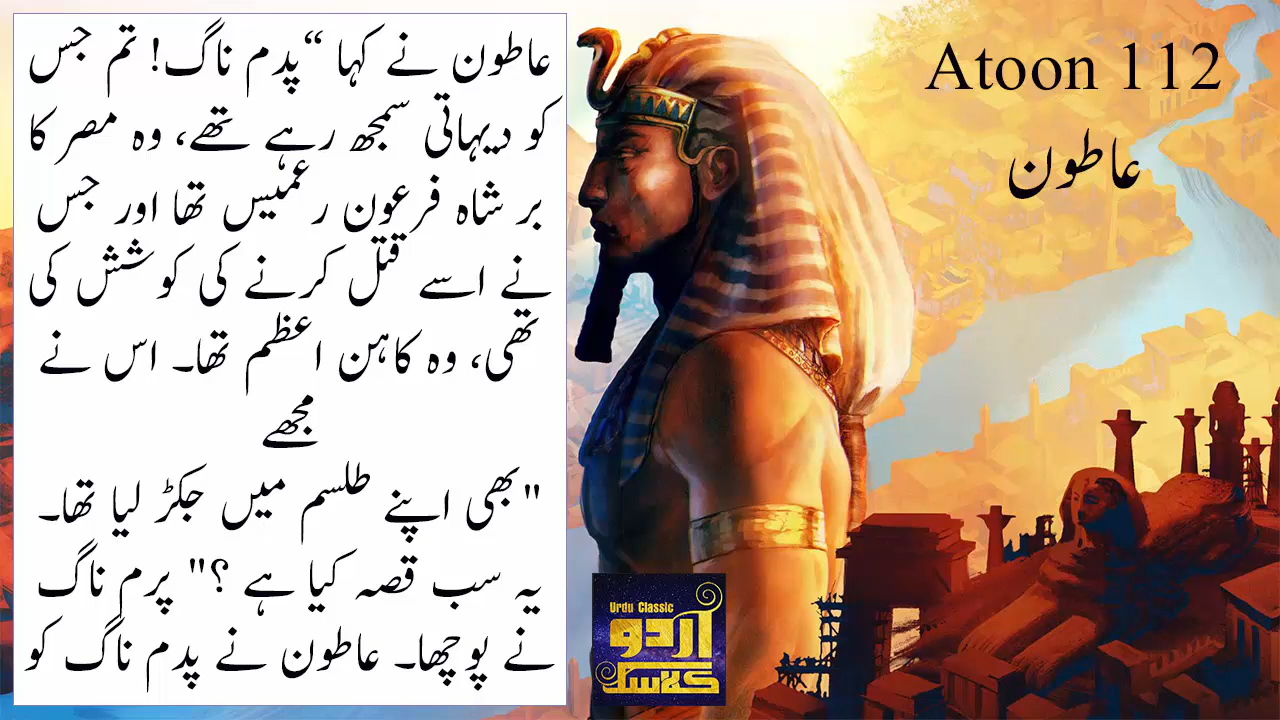 عاطون نے کہا “پدم ناگ! تم جس
کو دیہاتی سمجھ رہے تھے، وہ مصر کا
بر شاہ فرعون رعمیس تھا اور جس
نے اسے قتل کرنے کی کوشش کی
تھی، وہ کاہن اعظم تھا۔ اس نے
مجھے
"بھی اپنے طلسم میں جکڑ لیا تھا۔
یہ سب قصہ کیا ہے ؟" پرم ناگ
نے پوچھا۔ عاطون نے پدم ناگ کو
Atoon 112
عاطون
Urdu Classic
اردو
کلاسک